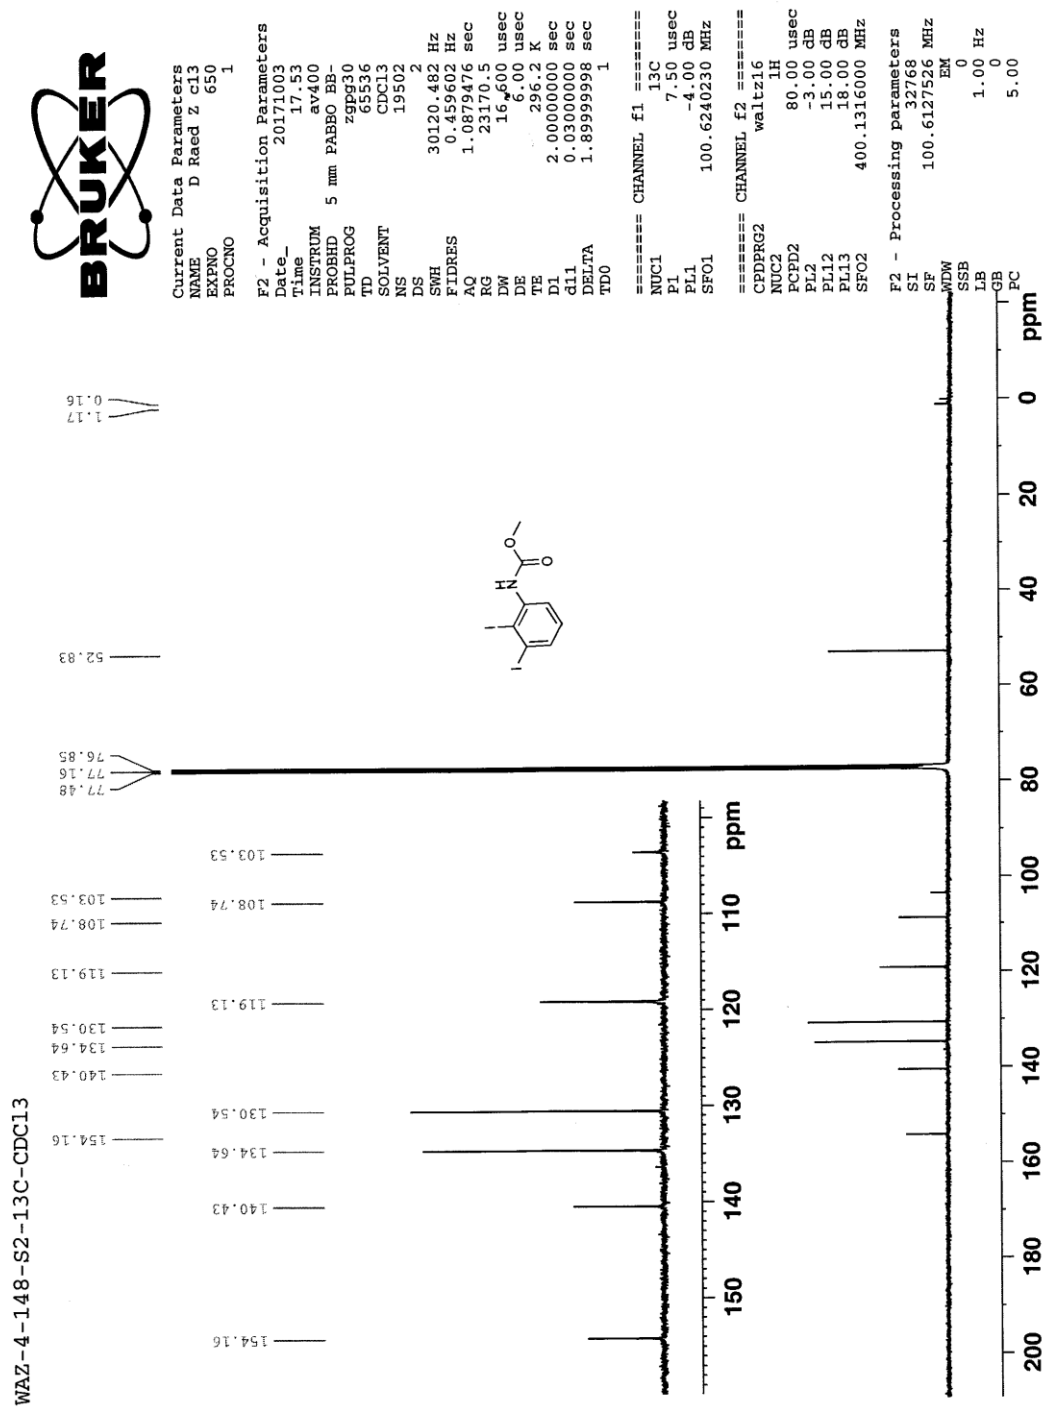 WAZ-4-148-S2-13C-CDCl3
154.16
140.43
134.64
130.54
119.13
108.74
103.53
77.48
77.16
76.85
52.83
1.17
0.16
BRUKER
Current Data Parameters
NAME D Raed Z c13
EXPNO 650
PROCNO 1
F2 - Acquisition Parameters
Date_ 20171003
Time 17.53
INSTRUM av400
PROBHD 5 mm PABBO BB-
PULPROG zgpg30
TD 65536
SOLVENT CDCl3
NS 19502
DS 2
SWH 30120.482 Hz
FIDRES 0.459602 Hz
AQ 1.0879476 sec
RG 23170.5
DW 16.600 usec
DE 6.00 usec
TE 296.2 K
D1 2.00000000 sec
d11 0.03000000 sec
DELTA 1.89999998 sec
TD0 1
======== CHANNEL f1 ========
NUC1 13C
P1 7.50 usec
PL1 -4.00 dB
SFO1 100.6240230 MHz
======== CHANNEL f2 ========
CPDPRG2 waltz16
NUC2 1H
PCPD2 80.00 usec
PL2 -3.00 dB
PL12 15.00 dB
PL13 18.00 dB
SFO2 400.1316000 MHz
F2 - Processing parameters
SI 32768
SF 100.6127526 MHz
WDW EM
SSB 0
LB 1.00 Hz
GB 0
PC 5.00
154.16
140.43
134.64
130.54
119.13
108.74
103.53
150 140 130 120 110 ppm
I
I
H
N
O
O
200 180 160 140 120 100 80 60 40 20 0 ppm